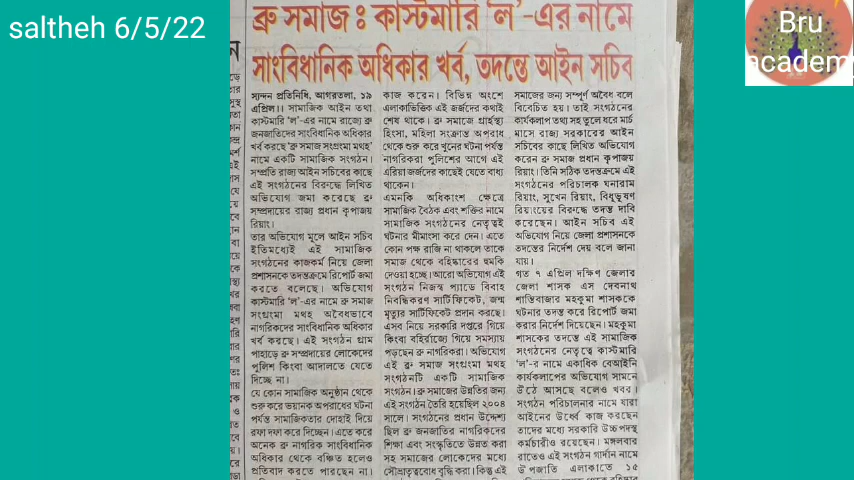 saltheh 6/5/22
Bru
academy
ব্রু সমাজ ঃ কাস্টমারি 'ল'-এর নামে
সাংবিধানিক অধিকার খর্ব, তদন্তে আইন সচিব
স্যন্দন প্রতিনিধি, আগরতলা, ১৯
এপ্রিল।। সামাজিক আইন তথা
কাস্টমারি 'ল'-এর নামে রাজ্যে ব্রু
জনজাতিদের সাংবিধানিক অধিকার
খর্ব করছে 'ব্রু সমাজ সংগ্রংমা মথহ'
নামে একটি সামাজিক সংগঠন।
সম্প্রতি রাজ্য আইন সচিবের কাছে
এই সংগঠনের বিরুদ্ধে লিখিত
অভিযোগ জমা করেছে ব্রু
সম্প্রদায়ের রাজ্য প্রধান কৃপাজয়
রিয়াং।
তার অভিযোগ মূলে আইন সচিব
ইতিমধ্যেই এই সামাজিক
সংগঠনের কাজকর্ম নিয়ে জেলা
প্রশাসনকে তদন্তক্রমে রিপোর্ট জমা
করতে বলেছে। অভিযোগ
কাস্টমারি 'ল'-এর নামে ব্রু সমাজ
সংগ্রংমা মথহ অবৈধভাবে
নাগরিকদের সাংবিধানিক অধিকার
খর্ব করছে। এই সংগঠন গ্রাম
পাহাড়ে ব্রু সম্প্রদায়ের লোকেদের
পুলিশ কিংবা আদালতে যেতে
দিচ্ছে না।
যে কোন সামাজিক অনুষ্ঠান থেকে
শুরু করে ভয়ানক অপরাধের ঘটনা
পর্যন্ত সামাজিকতার দোহাই দিয়ে
রফা দফা করে দিচ্ছেন। এতে করে
অনেক ব্রু নাগরিক সাংবিধানিক
অধিকার থেকে বঞ্চিত হলেও
প্রতিবাদ করতে পারছেন না।
কাজ করেন। বিভিন্ন অংশে
এলাকাভিত্তিক এই জর্জদের কথাই
শেষ থাকে। ব্রু সমাজে গ্রার্হস্থ্য
হিংসা, মহিলা সংক্রান্ত অপরাধ
থেকে শুরু করে খুনের ঘটনা পর্যন্ত
নাগরিকরা পুলিশের আগে এই
এরিয়া জর্জদের কাছেই যেতে বাধ্য
থাকেন।
এমনকি অধিকাংশ ক্ষেত্রে
সামাজিক বৈঠক এবং শক্তির নামে
সামাজিক সংগঠনের নেতৃত্বই
ঘটনার মীমাংসা করে দেন। এতে
কোন পক্ষ রাজি না থাকলে তাকে
সমাজ থেকে বহিষ্কারের হুমকি
দেওয়া হচ্ছে। আরো অভিযোগ এই
সংগঠন নিজস্ব প্যাডে বিবাহ
নিবন্ধিকরণ সার্টিফিকেট, জন্ম
মৃত্যুর সার্টিফিকেট প্রদান করছে।
এসব নিয়ে সরকারি দপ্তরে গিয়ে
কিংবা বহির্রাজ্যে গিয়ে সমস্যায়
পড়ছেন ব্রু নাগরিকরা। অভিযোগ
এই ব্রু সমাজ সংগ্রংমা মথহ
সংগঠনটি একটি সামাজিক
সংগঠন। ব্রু সমাজের উন্নতির জন্য
এই সংগঠন তৈরি হয়েছিল ২০০৪
সালে। সংগঠনের প্রধান উদ্দেশ্য
ছিল ব্রু জনজাতির নাগরিকদের
শিক্ষা এবং সংস্কৃতিতে উন্নত করা
সহ সমাজের লোকেদের মধ্যে
সৌভ্রাতৃত্ববোধ বৃদ্ধি করা। কিন্তু এই
সমাজের জন্য সম্পূর্ণ অবৈধ বলে
বিবেচিত হয়। তাই সংগঠনের
কার্যকলাপ তথ্য সহ তুলে ধরে মার্চ
মাসে রাজ্য সরকারের আইন
সচিবের কাছে লিখিত অভিযোগ
করেন ব্রু সমাজ প্রধান কৃপাজয়
রিয়াং। তিনি সঠিক তদন্তক্রমে এই
সংগঠনের পরিচালক ঘনারাম
রিয়াং, সুখেন রিয়াং, বিধুভূষণ
রিয়াংয়ের বিরুদ্ধে তদন্ত দাবি
করেছেন। আইন সচিব এই
অভিযোগ নিয়ে জেলা প্রশাসনকে
তদন্তের নির্দেশ দেয় বলে জানা
যায়।
গত ৭ এপ্রিল দক্ষিণ জেলার
জেলা শাসক এস দেবনাথ
শান্তিবাজার মহকুমা শাসককে
ঘটনার তদন্ত করে রিপোর্ট জমা
করার নির্দেশ দিয়েছেন। মহকুমা
শাসকের তদন্তে এই সামাজিক
সংগঠনের নেতৃত্বে কাস্টমারি
'ল'-র নামে একাধিক বেআইনি
কার্যকলাপের অভিযোগ সামনে
উঠে আসছে বলেও খবর।
সংগঠন পরিচালনার নামে যারা
আইনের উর্ধ্বে কাজ করছেন
তাদের মধ্যে সরকারি উচ্চ পদস্থ
কর্মচারীও রয়েছেন। মঙ্গলবার
রাতেও এই সংগঠন গার্দান নামে
উপজাতি এলাকাতে ১৫